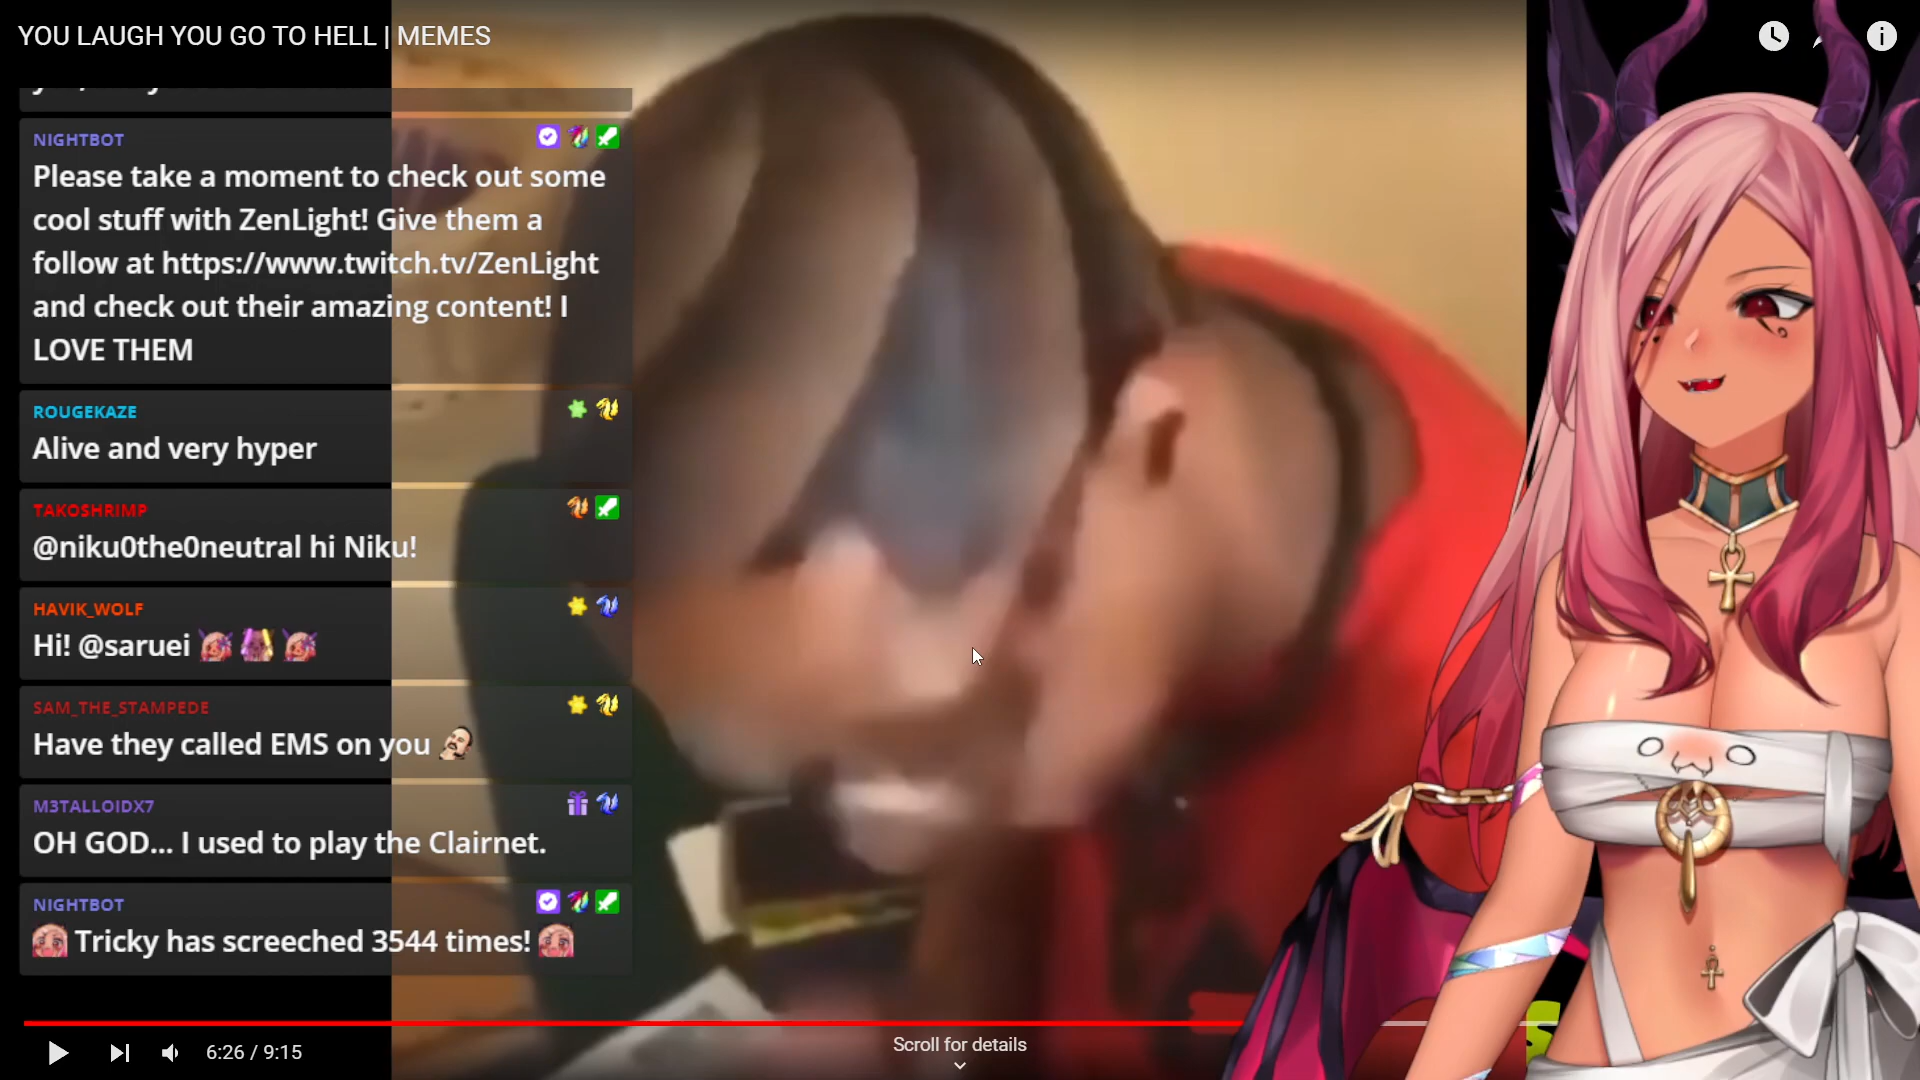 YOU LAUGH YOU GO TO HELL | MEMES
NIGHTBOT
Please take a moment to check out some
cool stuff with ZenLight! Give them a
follow at https://www.twitch.tv/ZenLight
and check out their amazing content! I
LOVE THEM
ROUGEKAZE
Alive and very hyper
TAKOSHRIMP
@niku0the0neutral hi Niku!
HAVIK_WOLF
Hi! @saruei
SAM_THE_STAMPEDE
Have they called EMS on you
M3TALLOIDX7
OH GOD... I used to play the Clairnet.
NIGHTBOT
Tricky has screeched 3544 times!
6:26 / 9:15
Scroll for details